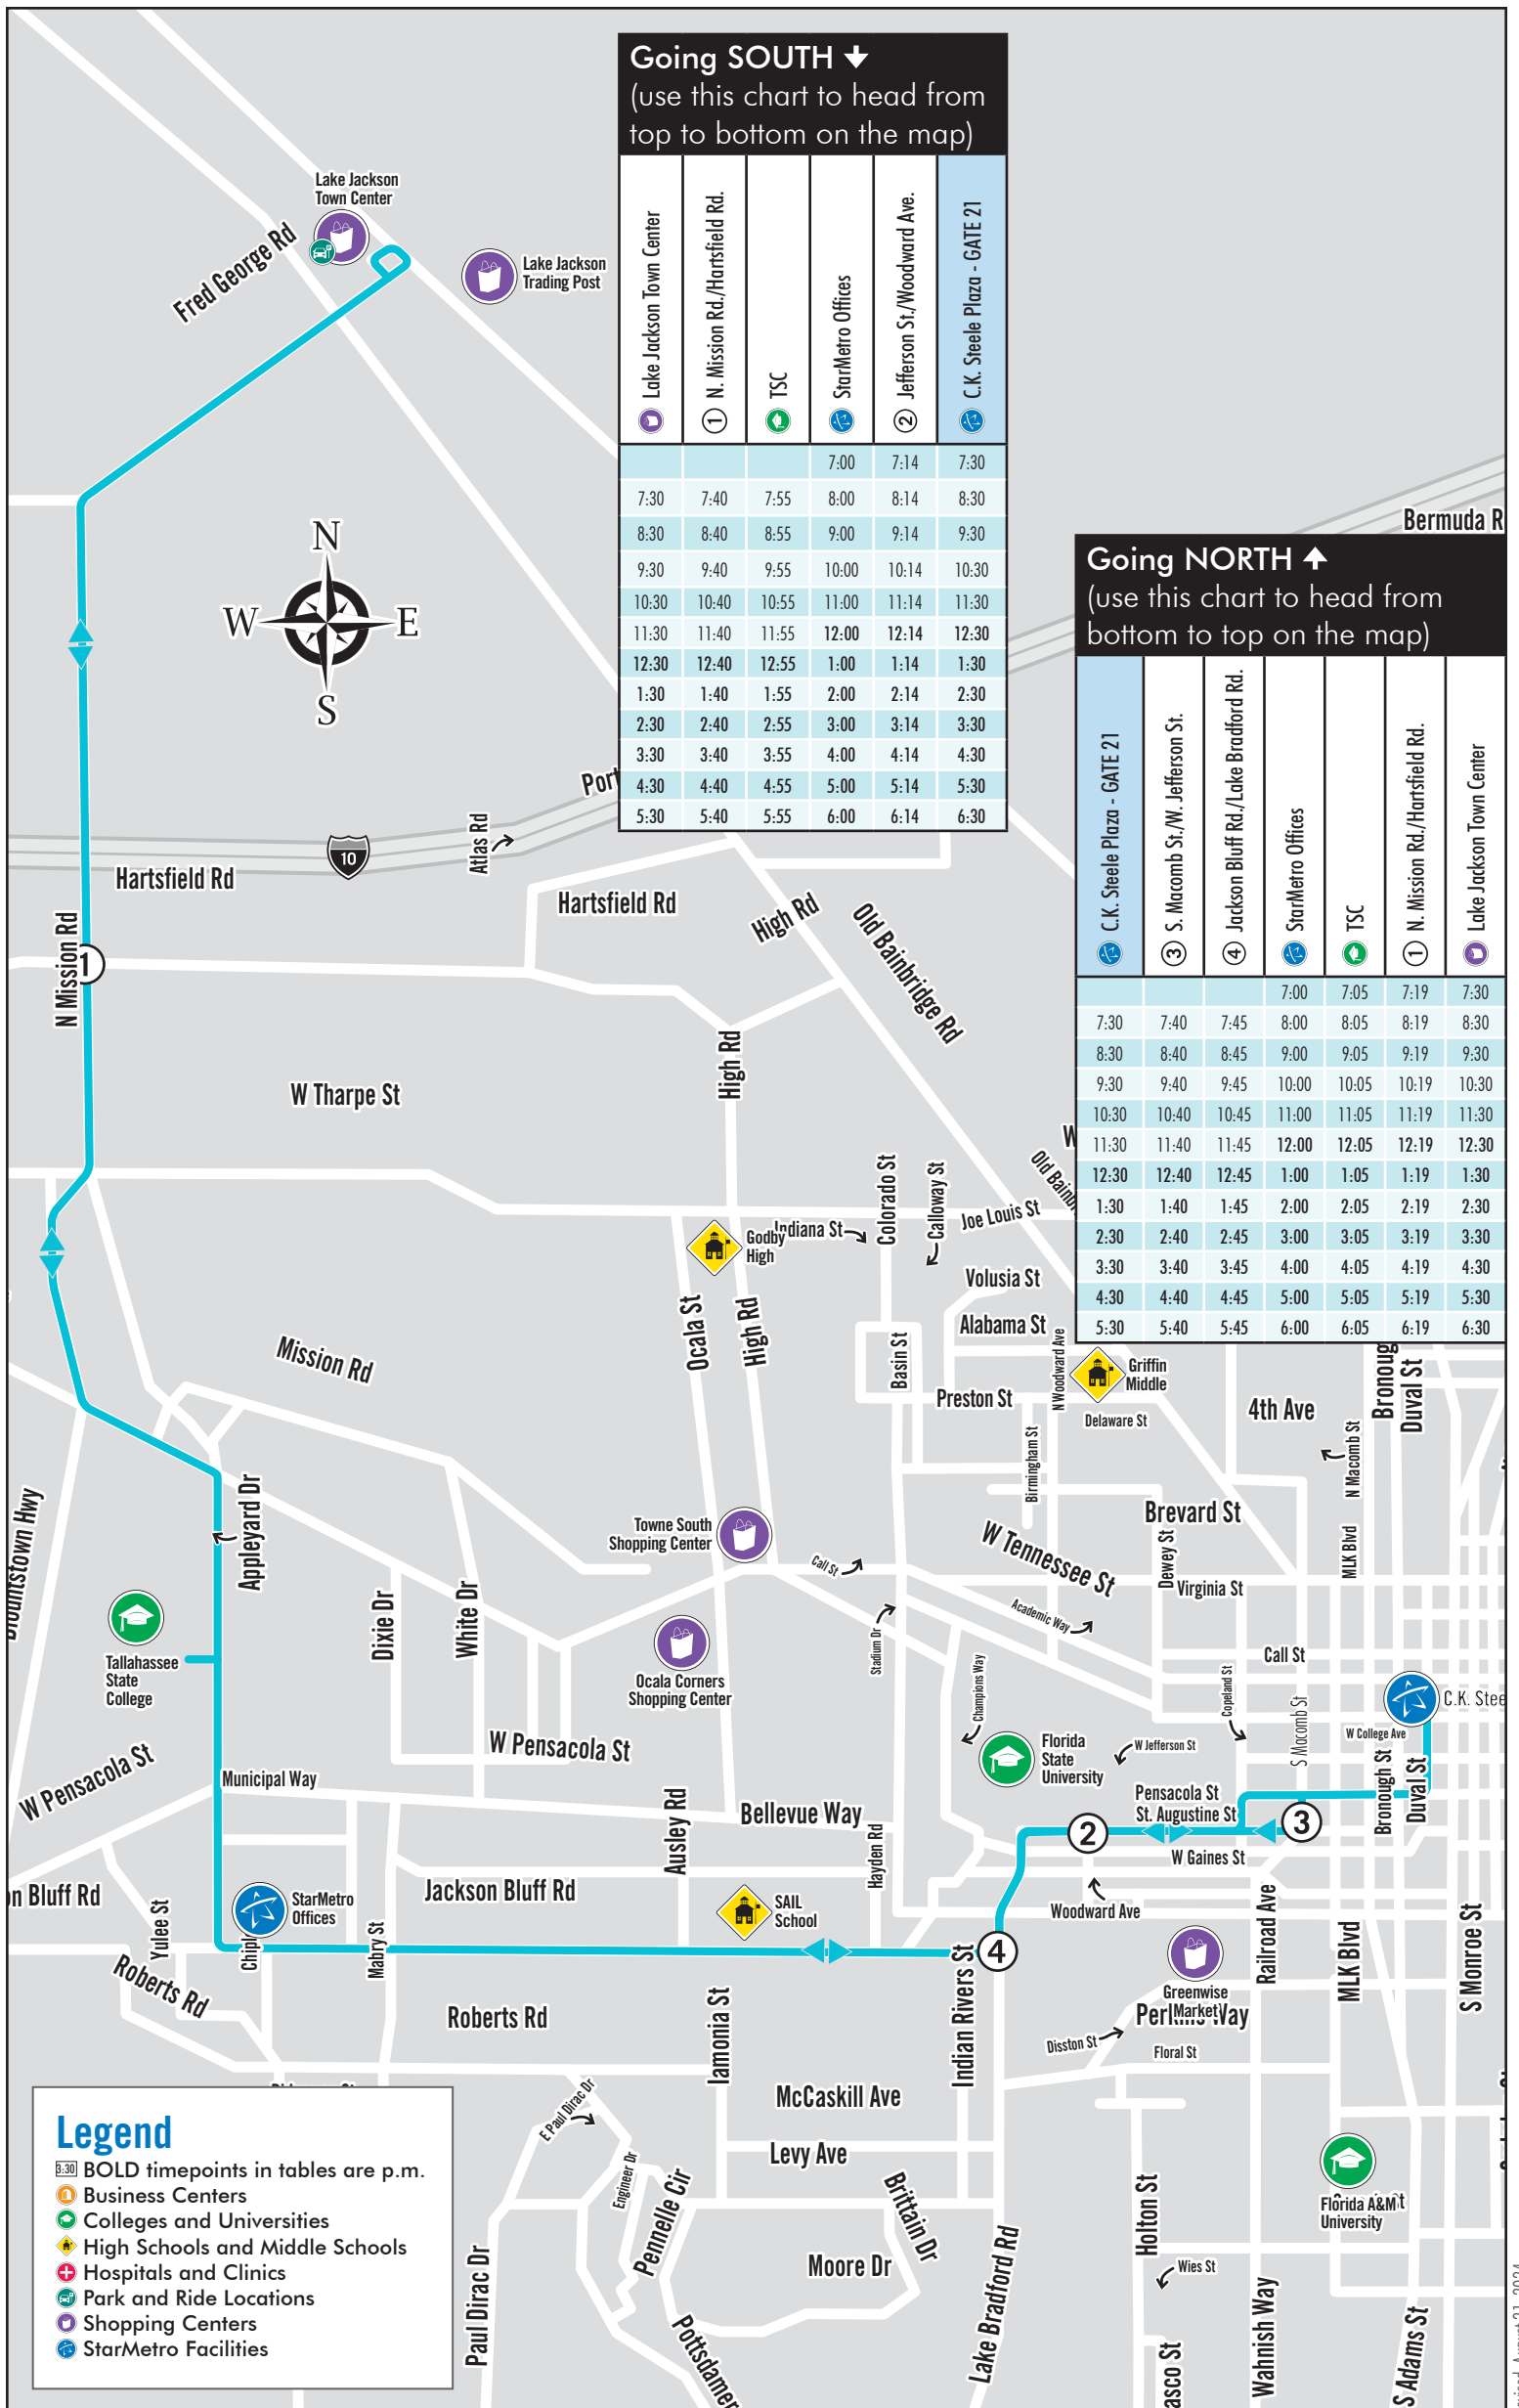 Going SOUTH
(use this chart to head from
top to bottom on the map)
Lake Jackson Town Center
1 N. Mission Rd./Hartsfield Rd.
TSC
StarMetro Offices
2 Jefferson St./Woodward Ave.
C.K. Steele Plaza - GATE 21
7:00 7:14 7:30
7:30 7:40 7:55 8:00 8:14 8:30
8:30 8:40 8:55 9:00 9:14 9:30
9:30 9:40 9:55 10:00 10:14 10:30
10:30 10:40 10:55 11:00 11:14 11:30
11:30 11:40 11:55 12:00 12:14 12:30
12:30 12:40 12:55 1:00 1:14 1:30
1:30 1:40 1:55 2:00 2:14 2:30
2:30 2:40 2:55 3:00 3:14 3:30
3:30 3:40 3:55 4:00 4:14 4:30
4:30 4:40 4:55 5:00 5:14 5:30
5:30 5:40 5:55 6:00 6:14 6:30
Lake Jackson
Town Center
Fred George Rd
Lake Jackson
Trading Post
N
W E
S
Bermuda R
Going NORTH
(use this chart to head from
bottom to top on the map)
C.K. Steele Plaza - GATE 21
3 S. Macomb St./W. Jefferson St.
4 Jackson Bluff Rd./Lake Bradford Rd.
StarMetro Offices
TSC
1 N. Mission Rd./Hartsfield Rd.
Lake Jackson Town Center
7:00 7:05 7:19 7:30
7:30 7:40 7:45 8:00 8:05 8:19 8:30
8:30 8:40 8:45 9:00 9:05 9:19 9:30
9:30 9:40 9:45 10:00 10:05 10:19 10:30
10:30 10:40 10:45 11:00 11:05 11:19 11:30
11:30 11:40 11:45 12:00 12:05 12:19 12:30
12:30 12:40 12:45 1:00 1:05 1:19 1:30
1:30 1:40 1:45 2:00 2:05 2:19 2:30
2:30 2:40 2:45 3:00 3:05 3:19 3:30
3:30 3:40 3:45 4:00 4:05 4:19 4:30
4:30 4:40 4:45 5:00 5:05 5:19 5:30
5:30 5:40 5:45 6:00 6:05 6:19 6:30
Port
Atlas Rd
10
Hartsfield Rd
Hartsfield Rd
High Rd
Old Bainbridge Rd
N Mission Rd
1
High Rd
W Tharpe St
W
Old Bainb
Colorado St
Calloway St
Joe Louis St
Indiana St
Godby
High
Volusia St
Ocala St
High Rd
Alabama St
Basin St
N Woodward Ave
Mission Rd
Griffin
Middle
Preston St
Delaware St
4th Ave
Bronoug
Duval St
N Macomb St
Birmingham St
Appleyard Dr
Brevard St
Towne South
Shopping Center
Call St
W Tennessee St
Dewey St
MLK Blvd
Virginia St
Academic Way
Dixie Dr
White Dr
Stadium Dr
Tallahassee
State
College
Ocala Corners
Shopping Center
Champions Way
Call St
Copeland St
S Macomb St
C.K. Stee
W College Ave
W Pensacola St
W Pensacola St
Florida
State
University
W Jefferson St
Municipal Way
Bronough St
Duval St
Pensacola St
St. Augustine St
Ausley Rd
Bellevue Way
Hayden Rd
2
3
W Gaines St
n Bluff Rd
Jackson Bluff Rd
StarMetro
Offices
Yulee St
Chipl
Mabry St
SAIL
School
Woodward Ave
Railroad Ave
MLK Blvd
S Monroe St
4
Greenwise
Market
Perkins Way
Roberts Rd
Roberts Rd
Iamonia St
Indian Rivers St
Disston St
Floral St
McCaskill Ave
E Paul Dirac Dr
Levy Ave
Engineer Dr
Pennelle Cir
Brittain Dr
Holton St
Florida A&M
University
Moore Dr
Wies St
Paul Dirac Dr
Pottsdamer
Lake Bradford Rd
asco St
Wahnish Way
S Adams St
Legend
3:30 BOLD timepoints in tables are p.m.
Business Centers
Colleges and Universities
High Schools and Middle Schools
Hospitals and Clinics
Park and Ride Locations
Shopping Centers
StarMetro Facilities